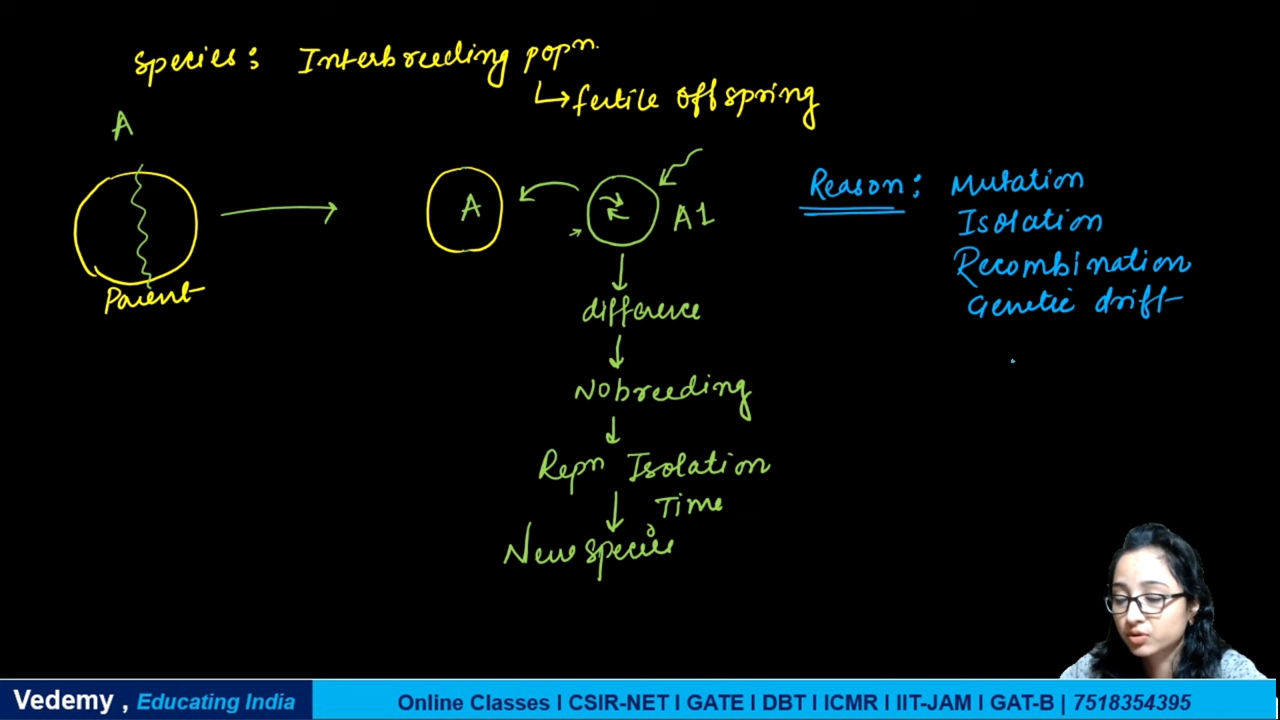 Species: Interbreeding popn.
↳ fertile offspring
A
Parent
A
A1
difference
No breeding
Repn Isolation
Time
New species
Reason: Mutation
Isolation
Recombination
Genetic drift
Vedemy , Educating India
Online Classes I CSIR-NET I GATE I DBT I ICMR I IIT-JAM I GAT-B I 7518354395